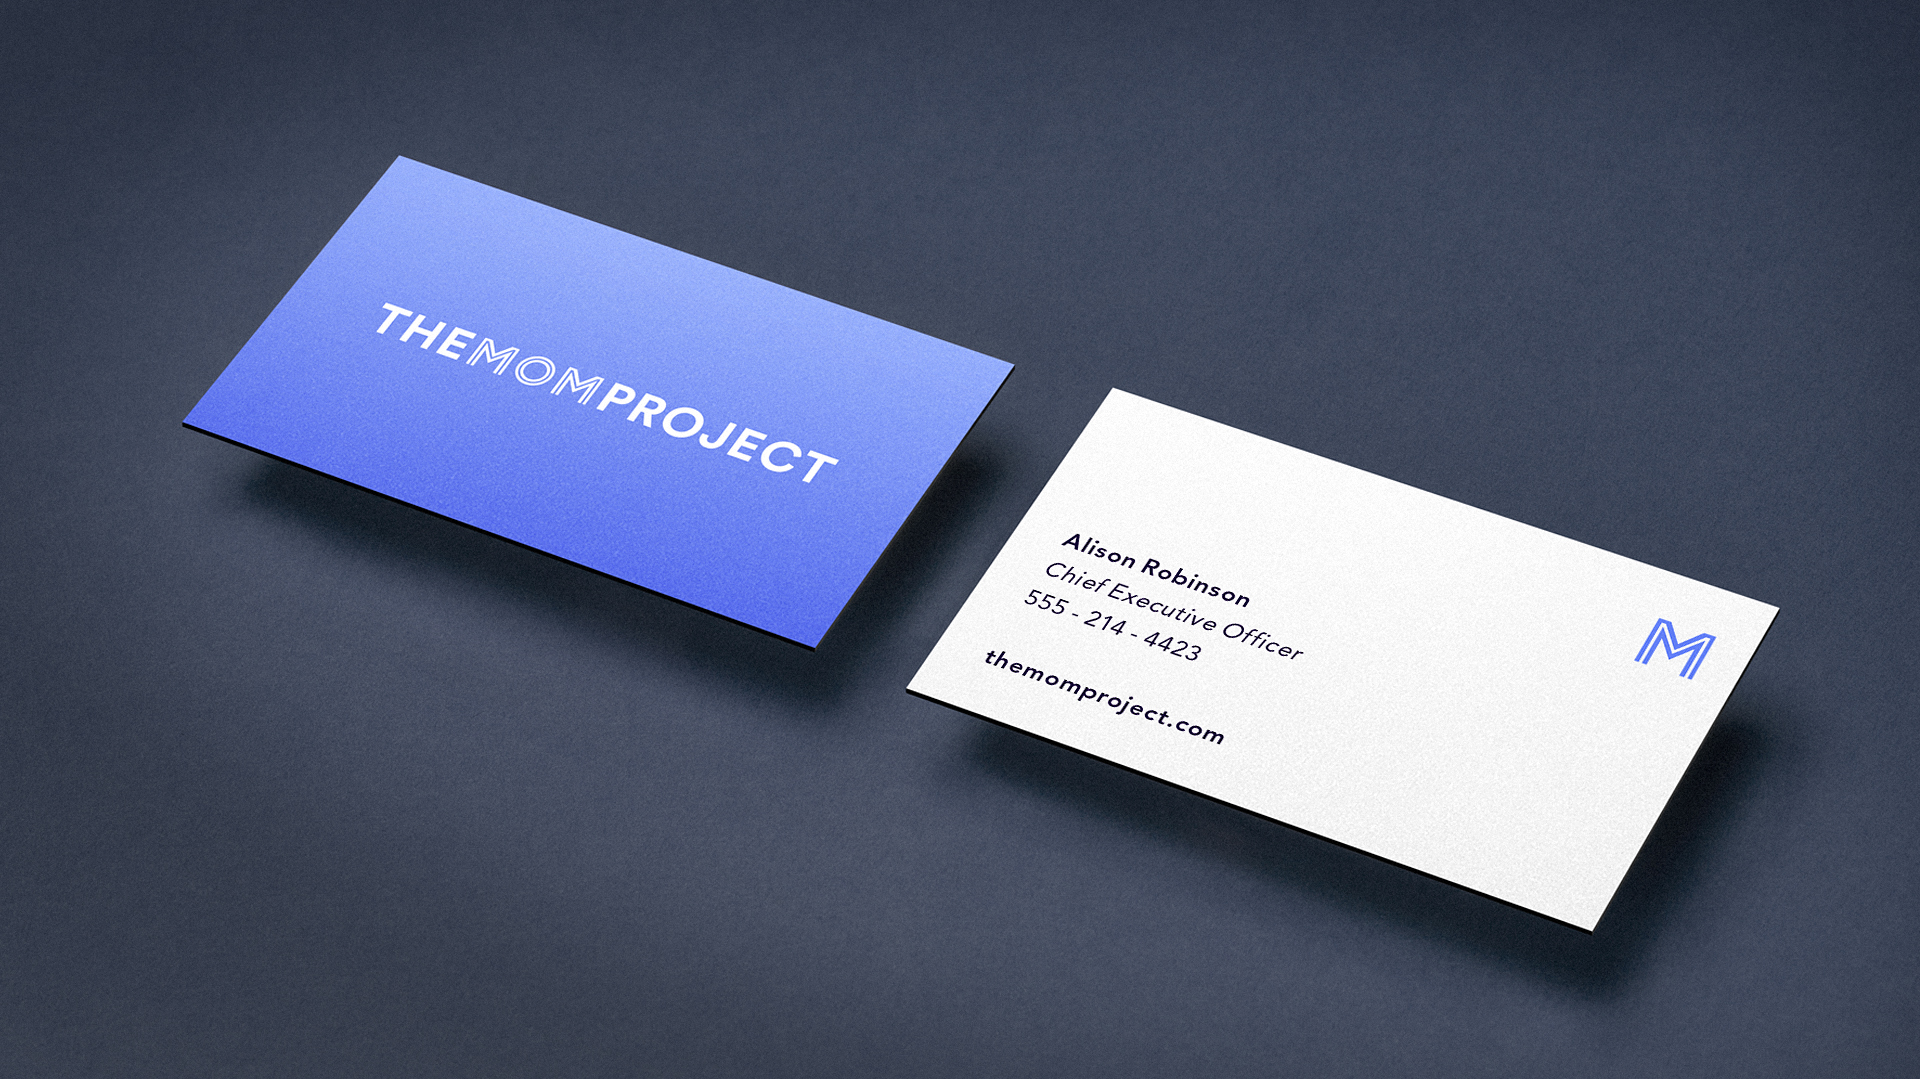 THEMOMPROJECT
Alison Robinson
Chief Executive Officer
555 - 214 - 4423
themomproject.com
M